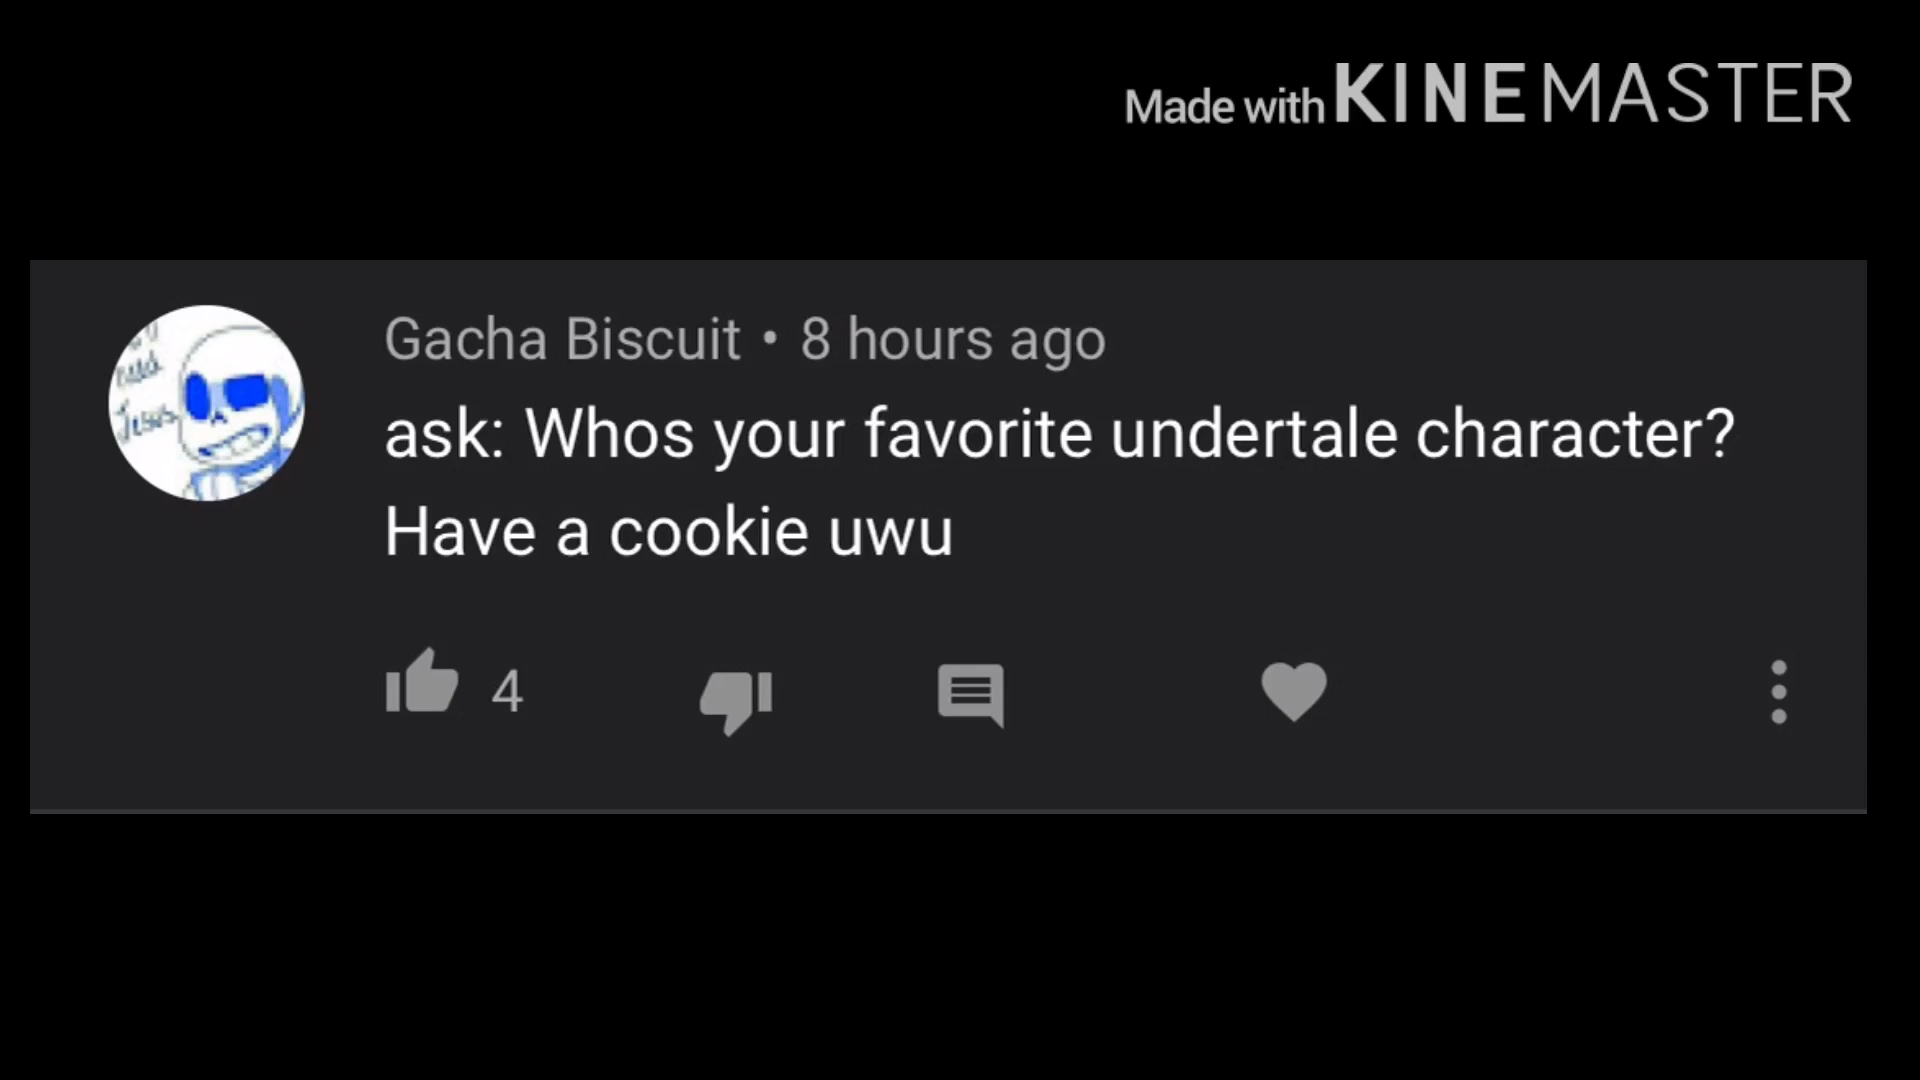 Made with KINEMASTER
Gacha Biscuit • 8 hours ago
ask: Whos your favorite undertale character?
Have a cookie uwu
4